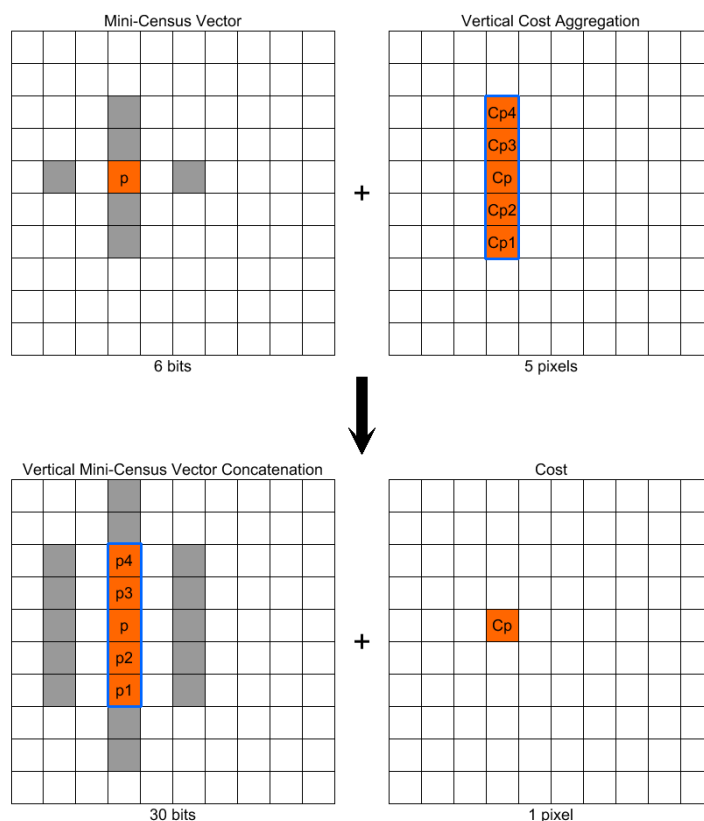 Mini-Census Vector
Vertical Cost Aggregation
Cp4
Cp3
p
+
Cp
Cp2
Cp1
6 bits
5 pixels
Vertical Mini-Census Vector Concatenation
Cost
p4
p3
p
+
Cp
p2
p1
30 bits
1 pixel